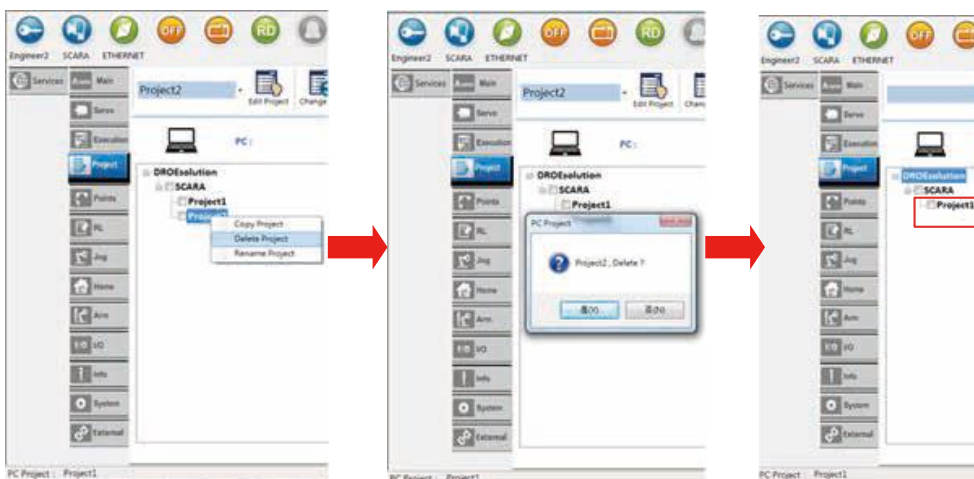 Engineer2 SCARA ETHERNET
OFF
RD
Services
Main
Servo
Execution
Project
Points
RL
Jog
Home
Arm
I/O
Info
System
External
Project2
Edit Project
Change
PC :
DROEsolution
SCARA
Project1
Project2
Copy Project
Delete Project
Rename Project
PC Project : Project1
Engineer2 SCARA ETHERNET
OFF
RD
Services
Main
Servo
Execution
Project
Points
RL
Jog
Home
Arm
I/O
Info
System
External
Project2
Edit Project
PC :
DROEsolution
SCARA
Project1
PC Project
Project2 , Delete ?
是(Y)
否(N)
PC Project : Project1
Engineer2 SCARA ETHERNET
OFF
Services
Main
Servo
Execution
Project
Points
RL
Jog
Home
Arm
I/O
Info
System
External
DROEsolution
SCARA
Project1
PC Project : Project1